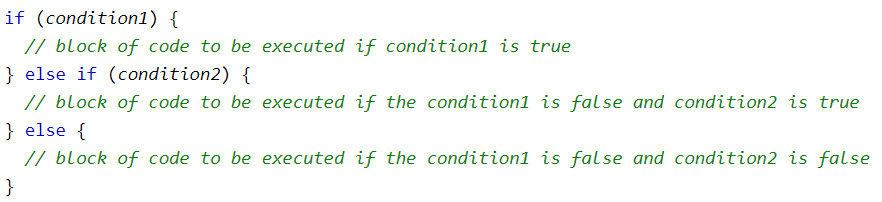 if (condition1) {
  // block of code to be executed if condition1 is true
} else if (condition2) {
  // block of code to be executed if the condition1 is false and condition2 is true
} else {
  // block of code to be executed if the condition1 is false and condition2 is false
}